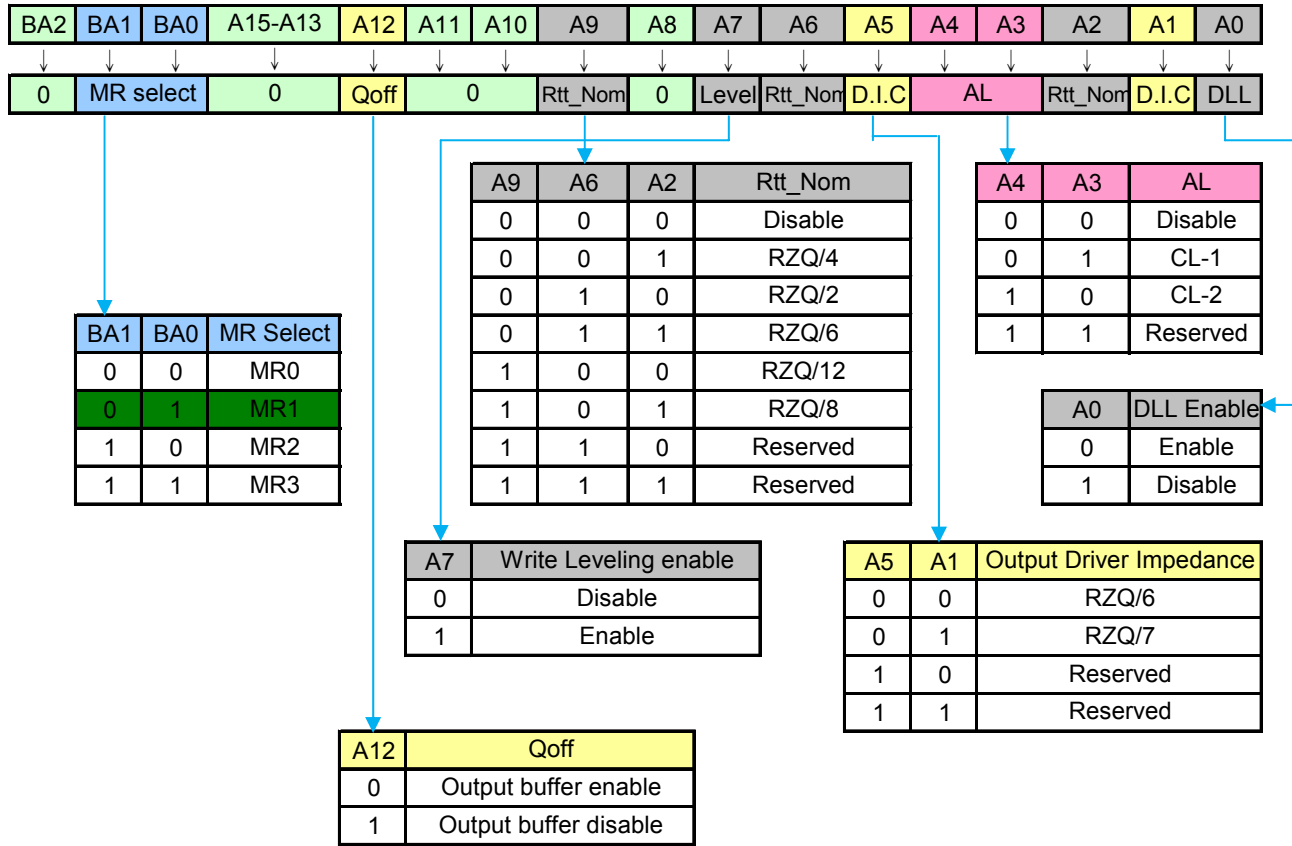 BA2 BA1 BA0 A15-A13 A12 A11 A10 A9 A8 A7 A6 A5 A4 A3 A2 A1 A0
0 MR select 0 Qoff 0 Rtt_Nom 0 Level Rtt_Nom D.I.C AL Rtt_Nom D.I.C DLL
A9 A6 A2 Rtt_Nom
0 0 0 Disable
0 0 1 RZQ/4
0 1 0 RZQ/2
0 1 1 RZQ/6
1 0 0 RZQ/12
1 0 1 RZQ/8
1 1 0 Reserved
1 1 1 Reserved
A4 A3 AL
0 0 Disable
0 1 CL-1
1 0 CL-2
1 1 Reserved
BA1 BA0 MR Select
0 0 MR0
0 1 MR1
1 0 MR2
1 1 MR3
A0 DLL Enable
0 Enable
1 Disable
A7 Write Leveling enable
0 Disable
1 Enable
A5 A1 Output Driver Impedance
0 0 RZQ/6
0 1 RZQ/7
1 0 Reserved
1 1 Reserved
A12 Qoff
0 Output buffer enable
1 Output buffer disable